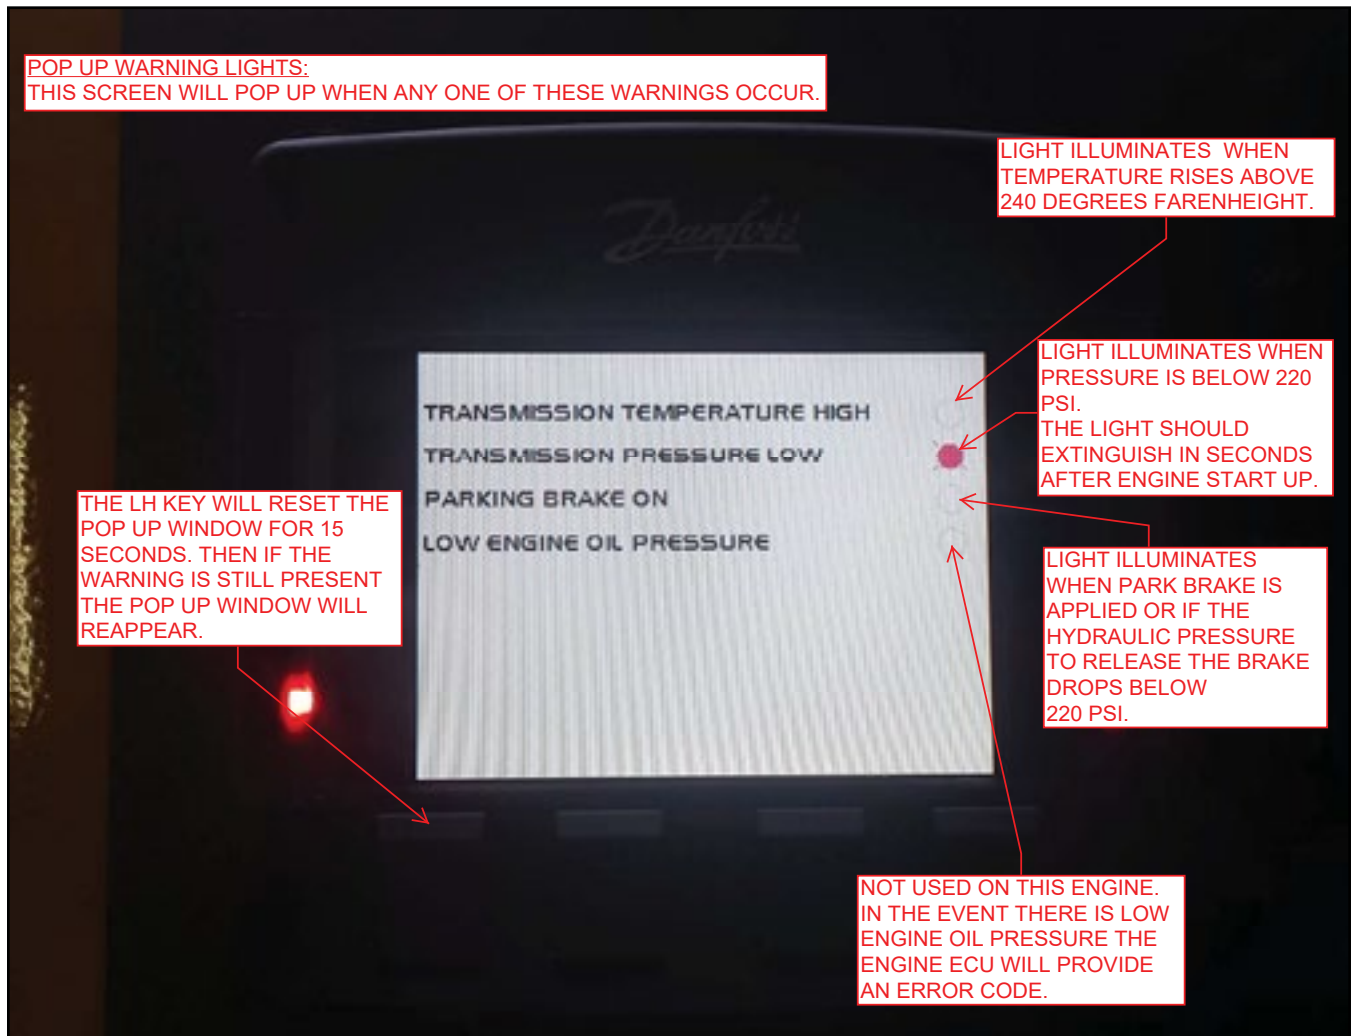 POP UP WARNING LIGHTS:
THIS SCREEN WILL POP UP WHEN ANY ONE OF THESE WARNINGS OCCUR.
LIGHT ILLUMINATES WHEN
TEMPERATURE RISES ABOVE
240 DEGREES FARENHEIGHT.
Danfoss
LIGHT ILLUMINATES WHEN
PRESSURE IS BELOW 220
PSI.
THE LIGHT SHOULD
EXTINGUISH IN SECONDS
AFTER ENGINE START UP.
TRANSMISSION TEMPERATURE HIGH
TRANSMISSION PRESSURE LOW
PARKING BRAKE ON
LOW ENGINE OIL PRESSURE
THE LH KEY WILL RESET THE
POP UP WINDOW FOR 15
SECONDS. THEN IF THE
WARNING IS STILL PRESENT
THE POP UP WINDOW WILL
REAPPEAR.
LIGHT ILLUMINATES
WHEN PARK BRAKE IS
APPLIED OR IF THE
HYDRAULIC PRESSURE
TO RELEASE THE BRAKE
DROPS BELOW
220 PSI.
NOT USED ON THIS ENGINE.
IN THE EVENT THERE IS LOW
ENGINE OIL PRESSURE THE
ENGINE ECU WILL PROVIDE
AN ERROR CODE.